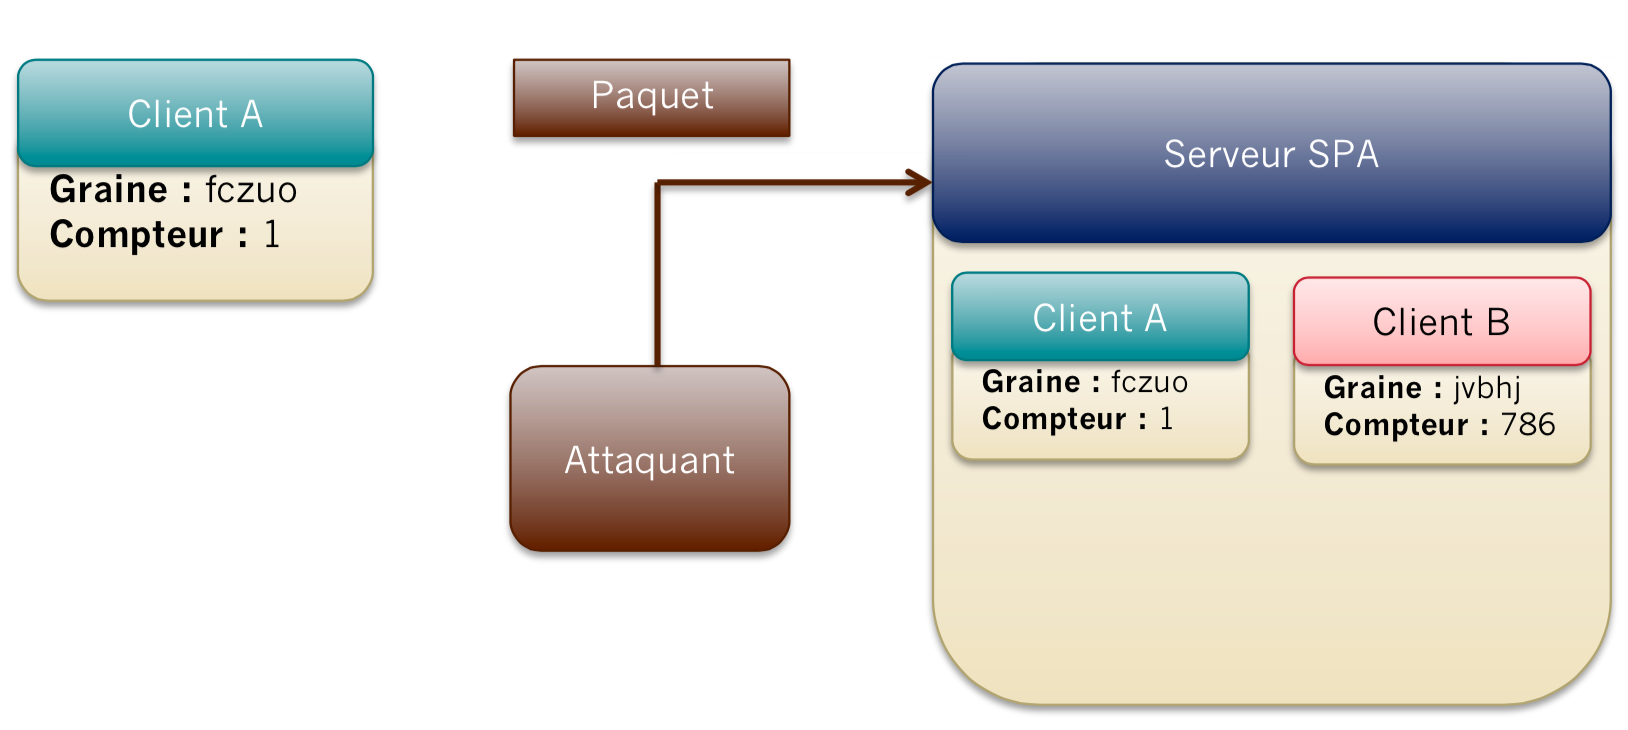 Client A
Graine : fczuo
Compteur : 1
Paquet
Attaquant
Serveur SPA
Client A
Graine : fczuo
Compteur : 1
Client B
Graine : jvbhj
Compteur : 786